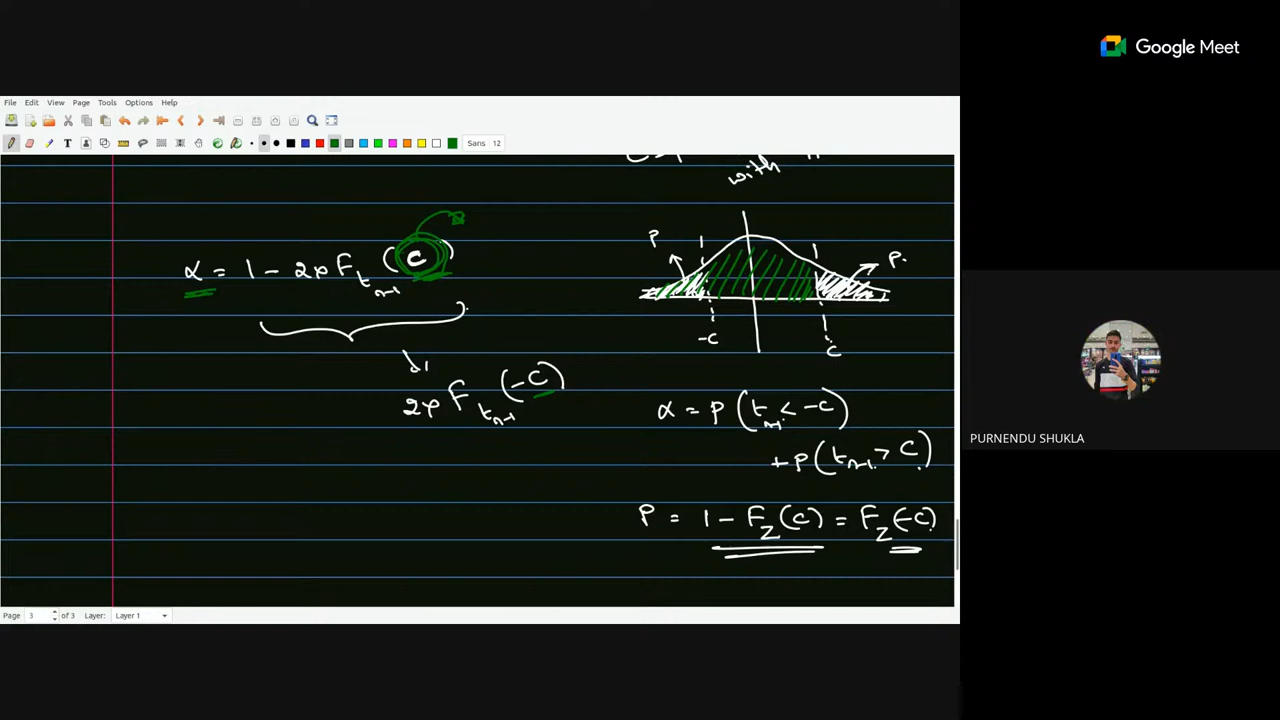 Google Meet
File Edit View Page Tools Options Help
Sans 12
with
α = 1 - 2p F_{t_{n-1}} (c)
2p F_{t_{n-1}} (-c)
P P.
-c c
α = p (t_{n-1} < -c)
+ p (t_{n-1} > c)
P = 1 - F_Z (c) = F_Z (-c)
PURNENDU SHUKLA
Page 3 of 3 Layer: Layer 1